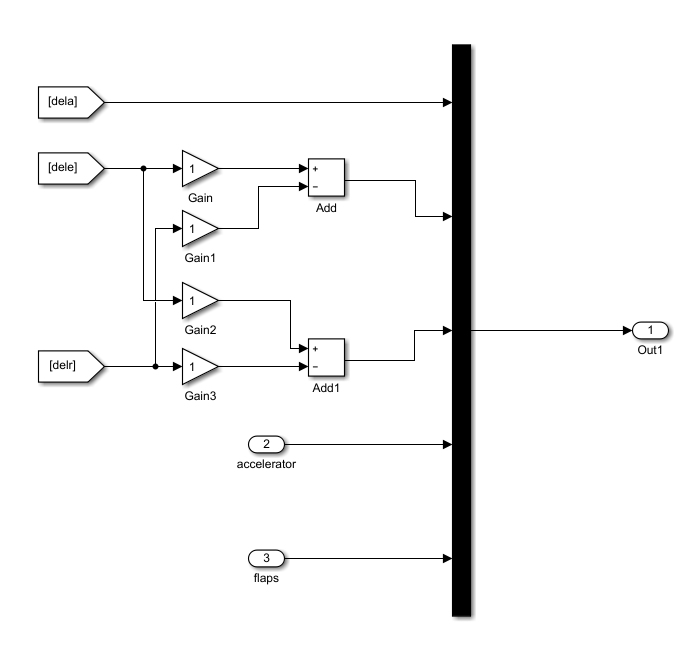 [dela]
[dele]
1
Gain
+
−
Add
1
Gain1
1
Gain2
1
Out1
[delr]
1
Gain3
+
−
Add1
2
accelerator
3
flaps